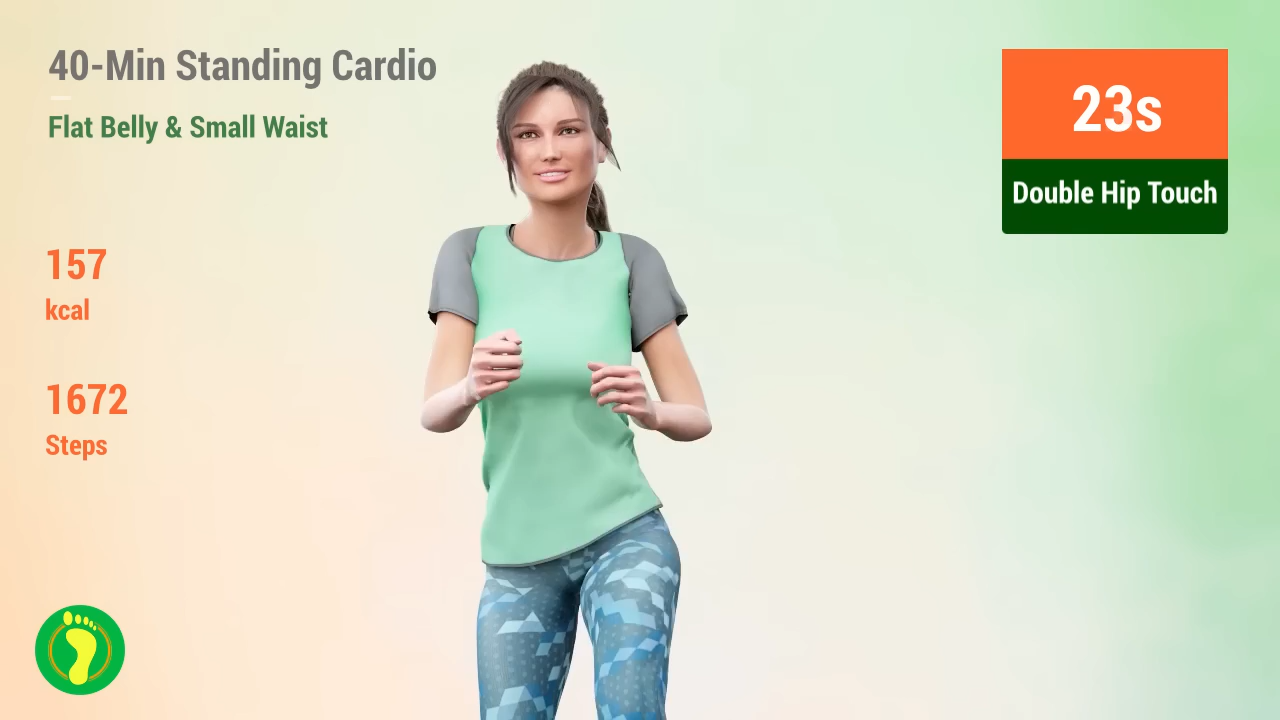 40-Min Standing Cardio
Flat Belly & Small Waist
23s
Double Hip Touch
157
kcal
1672
Steps